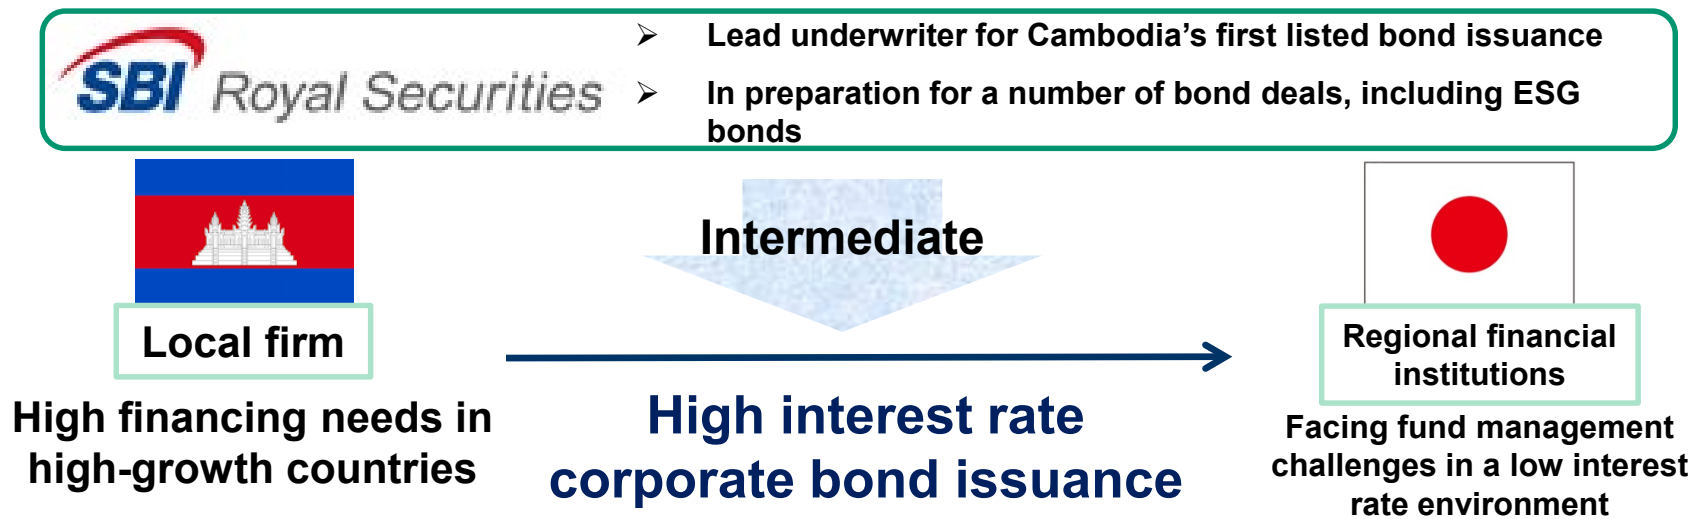 SBI Royal Securities
➢ Lead underwriter for Cambodia’s first listed bond issuance
➢ In preparation for a number of bond deals, including ESG
bonds
Intermediate
Local firm
High financing needs in
high-growth countries
High interest rate
corporate bond issuance
Regional financial
institutions
Facing fund management
challenges in a low interest
rate environment